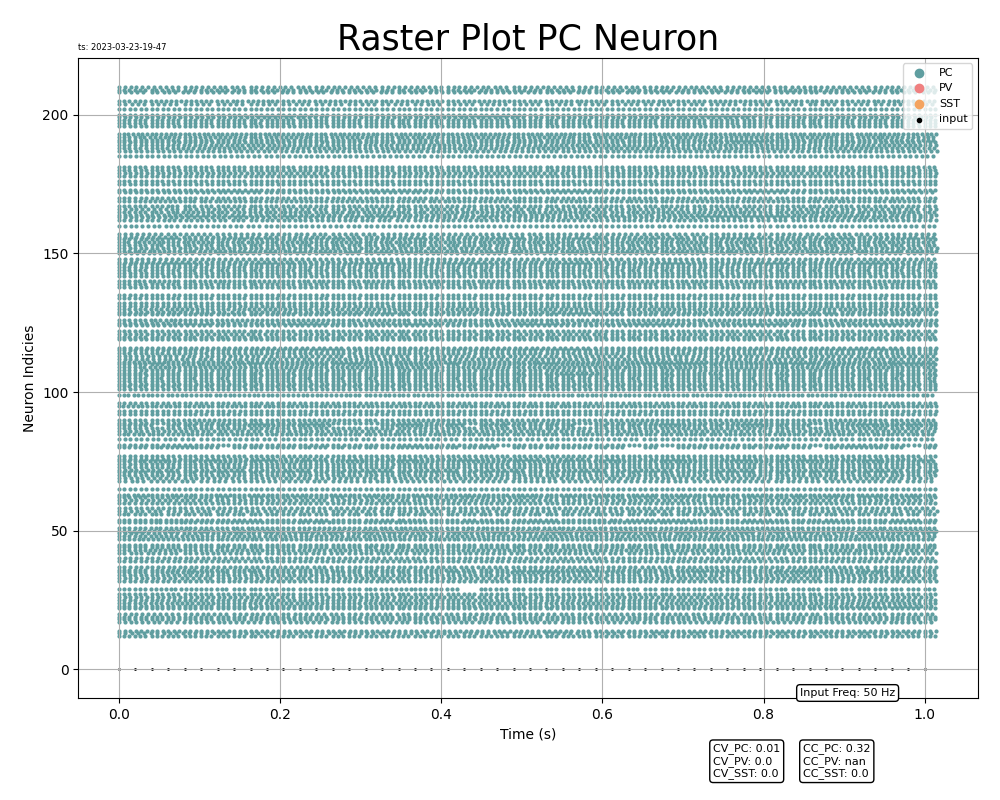 Raster Plot PC Neuron
ts: 2023-03-23-19-47
PC
PV
SST
input
200
150
100
50
0
Neuron Indicies
0.0 0.2 0.4 0.6 0.8 1.0
Time (s)
Input Freq: 50 Hz
CV_PC: 0.01
CV_PV: 0.0
CV_SST: 0.0
CC_PC: 0.32
CC_PV: nan
CC_SST: 0.0